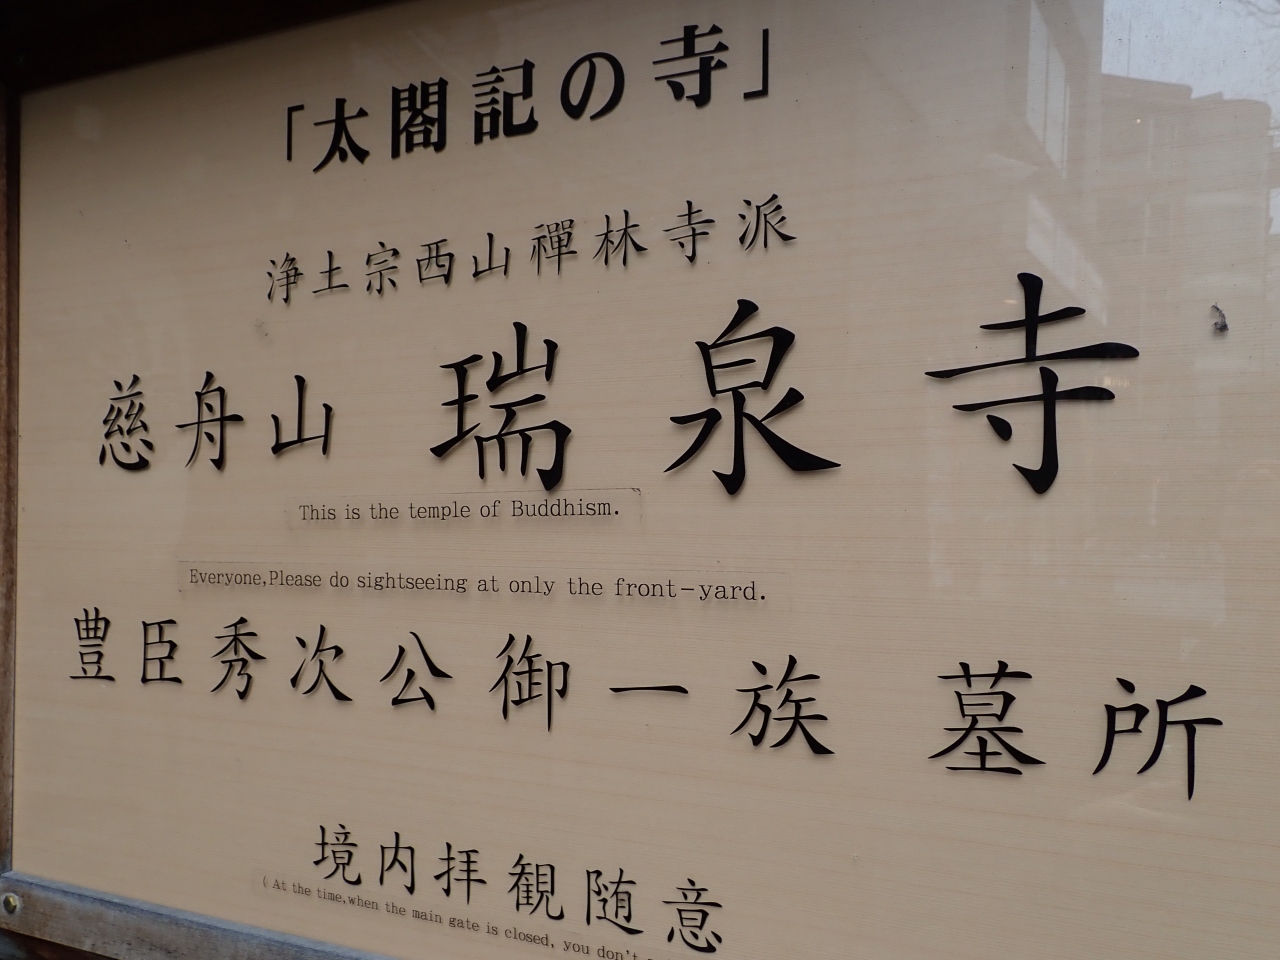 「太閤記の寺」
浄土宗西山禪林寺派
慈舟山 瑞泉寺
This is the temple of Buddhism.
Everyone,Please do sightseeing at only the front-yard.
豊臣秀次公御一族 墓所
境内拝観随意
( At the time,when the main gate is closed, you don't